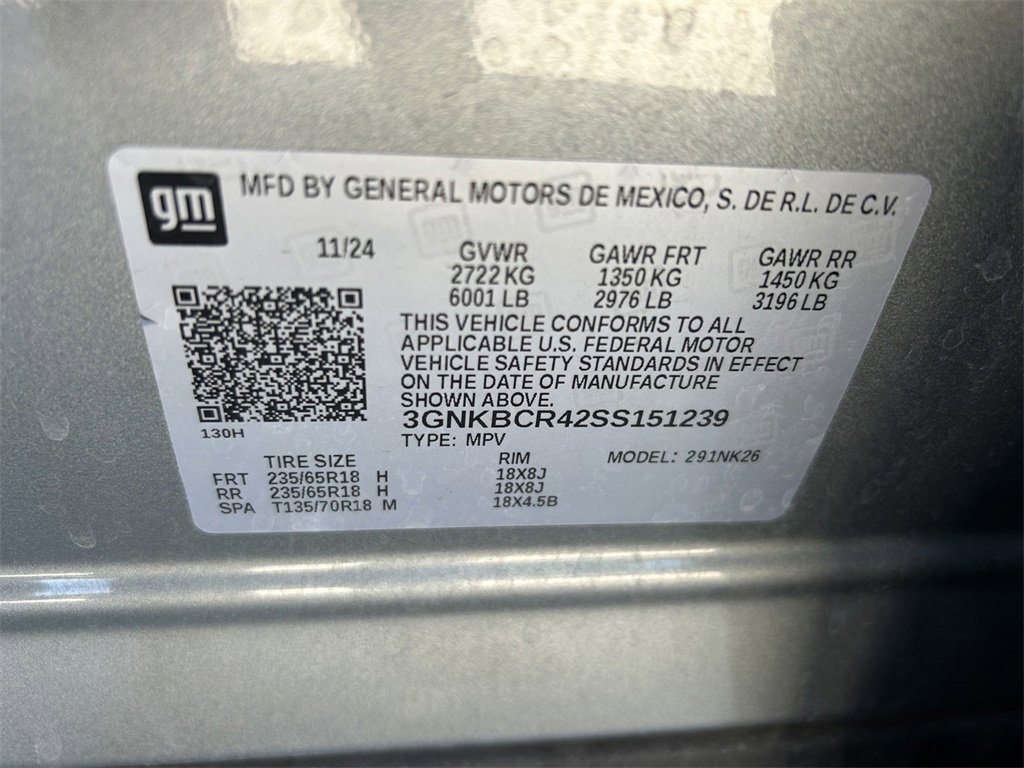 gm MFD BY GENERAL MOTORS DE MEXICO, S. DE R.L. DE C.V.
11/24 GVWR GAWR FRT GAWR RR
2722 KG 1350 KG 1450 KG
6001 LB 2976 LB 3196 LB
THIS VEHICLE CONFORMS TO ALL
APPLICABLE U.S. FEDERAL MOTOR
VEHICLE SAFETY STANDARDS IN EFFECT
ON THE DATE OF MANUFACTURE
SHOWN ABOVE.
3GNKBCR42SS151239
130H
TYPE: MPV
TIRE SIZE RIM MODEL: 291NK26
FRT 235/65R18 H 18X8J
RR 235/65R18 H 18X8J
SPA T135/70R18 M 18X4.5B